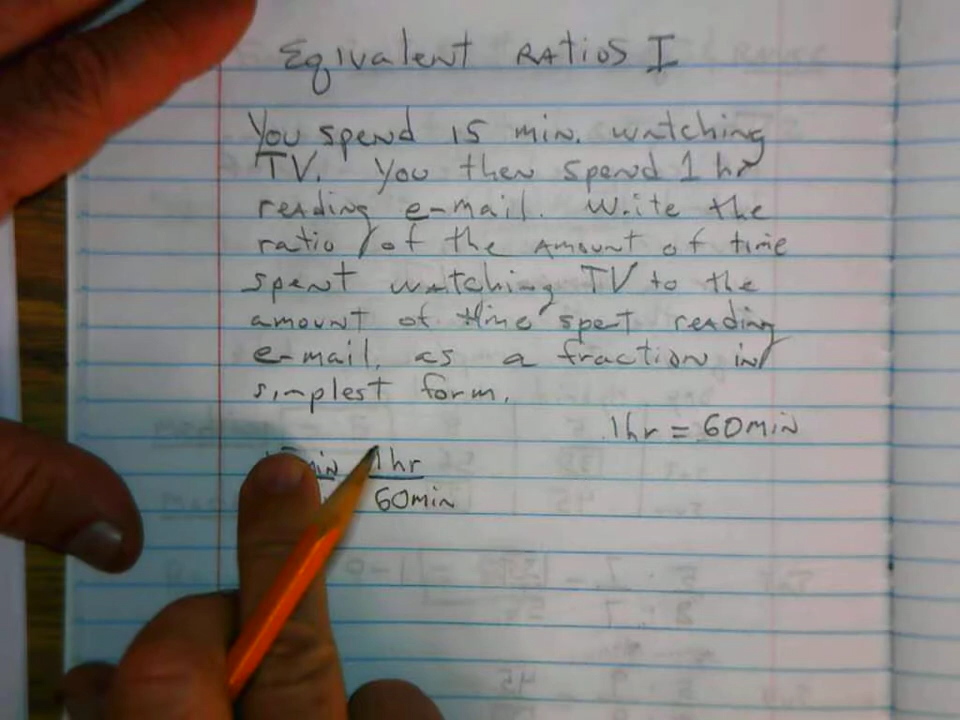 Equivalent RATIOS I
You spend 15 min. watching
TV. You then spend 1 hr
reading e-mail. Write the
ratio of the amount of time
spent watching TV to the
amount of time spet reading
e-mail, as a fraction in
simplest form.
1hr = 60min
1hr
60min